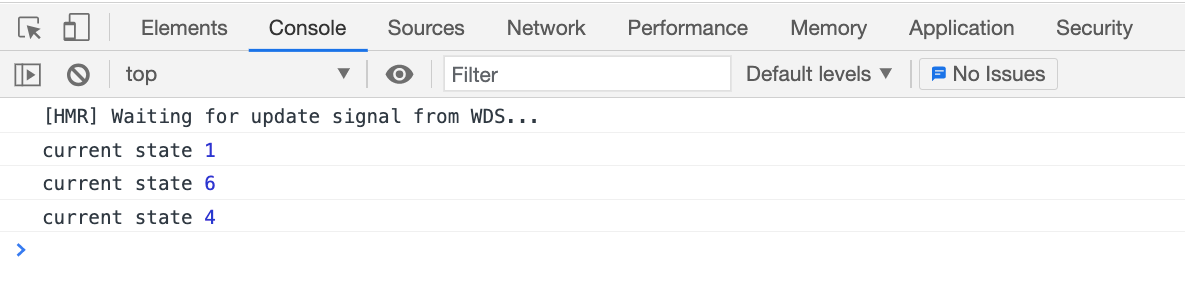 Elements Console Sources Network Performance Memory Application Security
top Filter Default levels No Issues
[HMR] Waiting for update signal from WDS...
current state 1
current state 6
current state 4